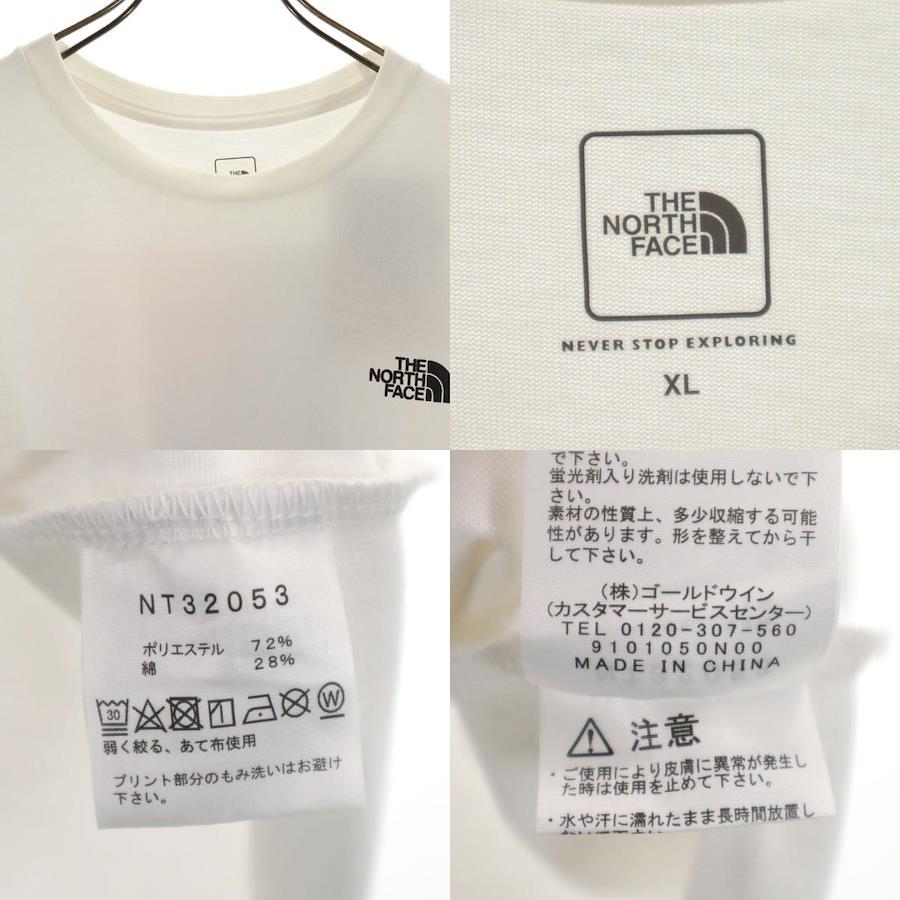 THE
THE
NORTH
FACE
THE
NORTH
FACE
NEVER STOP EXPLORING
XL
NT32053
ポリエステル 72%
綿 28%
30
W
弱く絞る、あて布使用
プリント部分のもみ洗いはお避け
下さい。
で下さい。
蛍光剤入り洗剤は使用しないで下
さい。
素材の性質上、多少収縮する可能
性があります。形を整えてから干
して下さい。
(株)ゴールドウイン
(カスタマーサービスセンター)
TEL 0120-307-560
9101050N00
MADE IN CHINA
注意
・ご使用により皮膚に異常が発生し
た時は使用を止めて下さい。
・水や汗に濡れたまま長時間放置し
ないで下さい